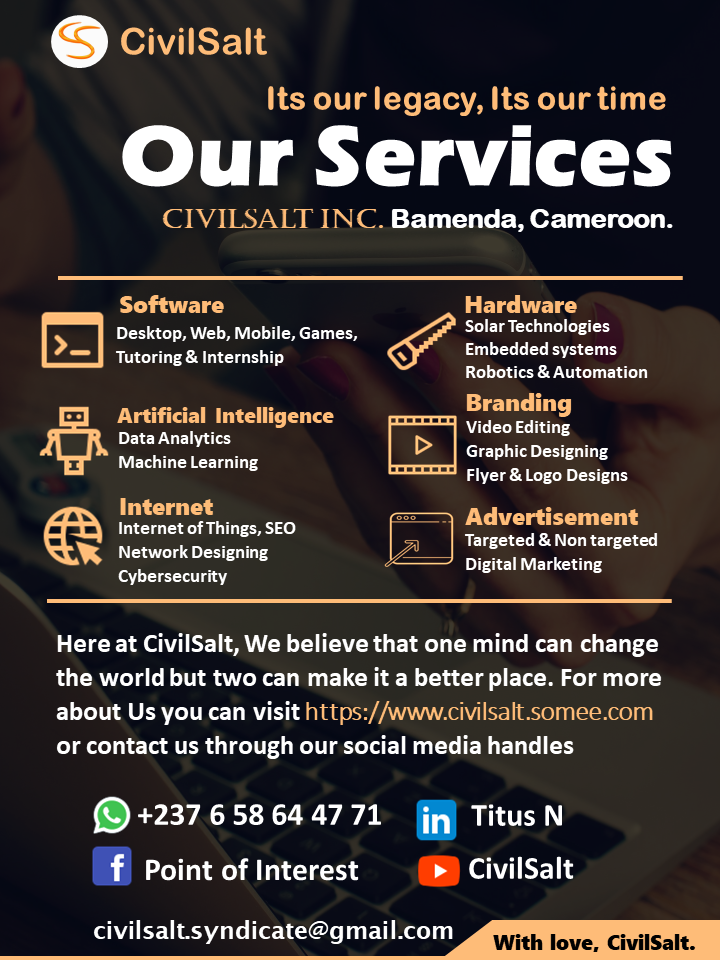 CivilSalt
Its our legacy, Its our time
Our Services
CIVILSALT INC. Bamenda, Cameroon.
Software
Desktop, Web, Mobile, Games,
Tutoring & Internship
Hardware
Solar Technologies
Embedded systems
Robotics & Automation
Artificial Intelligence
Data Analytics
Machine Learning
Branding
Video Editing
Graphic Designing
Flyer & Logo Designs
Internet
Internet of Things, SEO
Network Designing
Cybersecurity
Advertisement
Targeted & Non targeted
Digital Marketing
Here at CivilSalt, We believe that one mind can change
the world but two can make it a better place. For more
about Us you can visit https://www.civilsalt.somee.com
or contact us through our social media handles
+237 6 58 64 47 71
in Titus N
f Point of Interest
CivilSalt
civilsalt.syndicate@gmail.com
With love, CivilSalt.